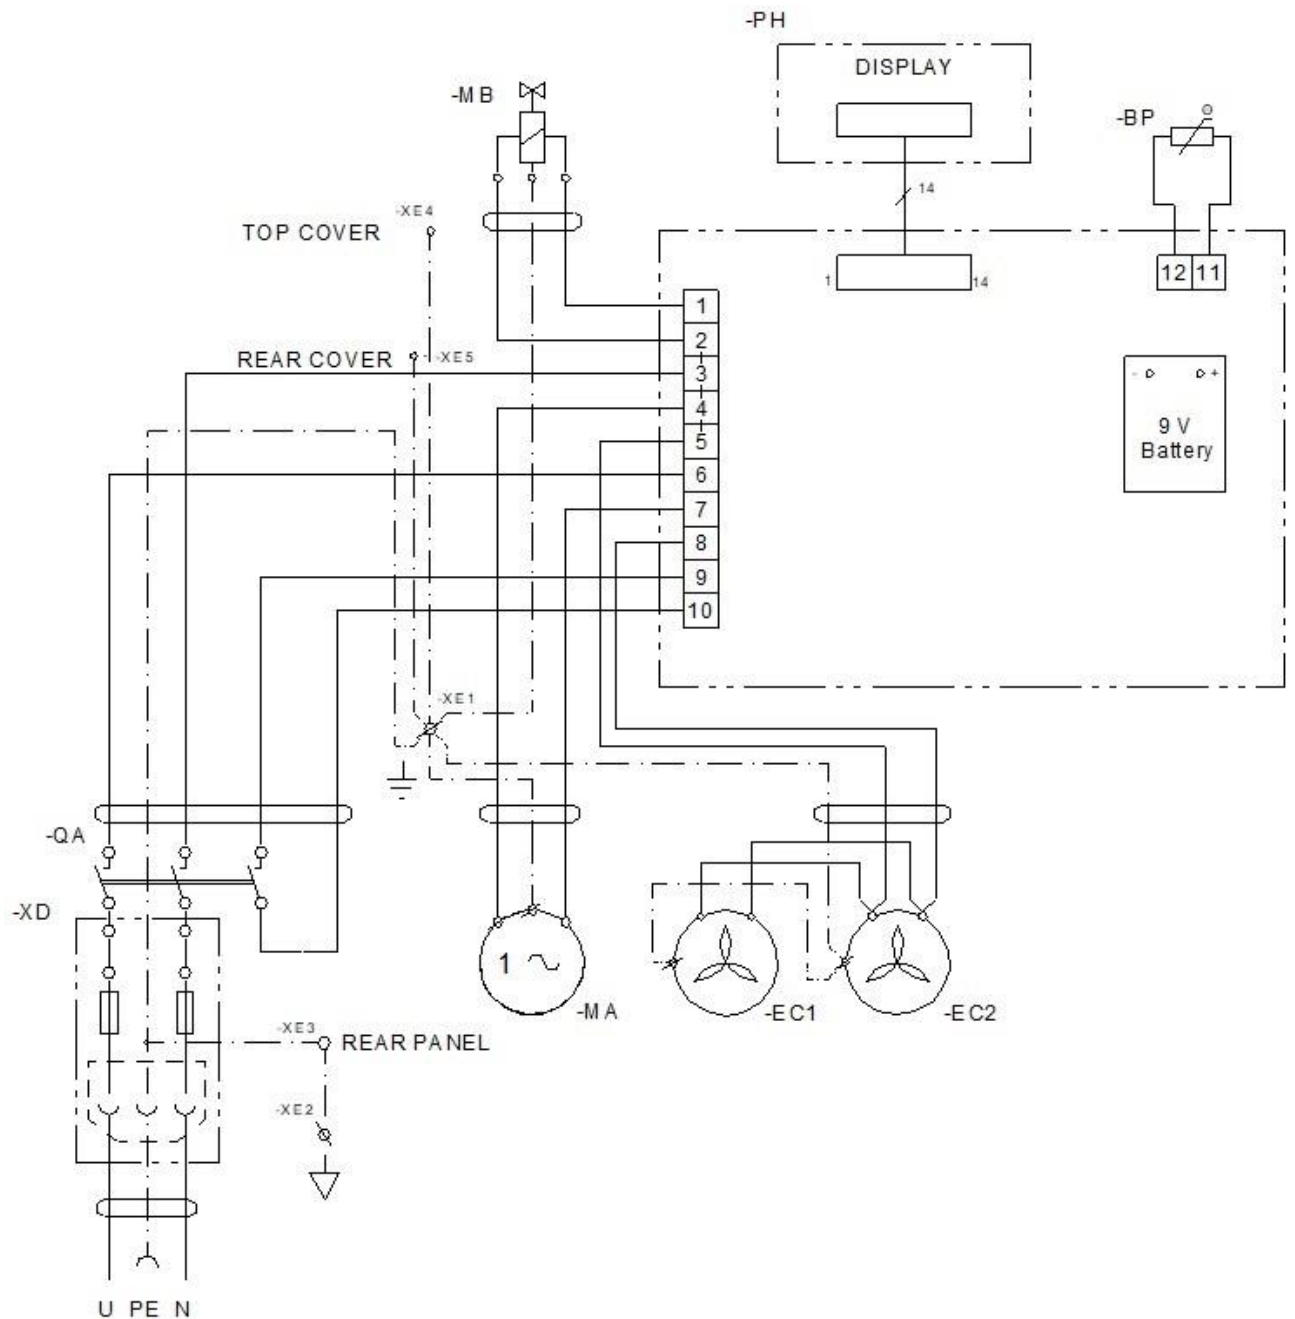 -PH
DISPLAY
-MB
-BP
14
-XE4
TOP COVER
12 11
1
14
1
2
REAR COVER
-XE5
3
- +
4
9 V
Battery
5
6
7
8
9
10
-XE1
-QA
-XD
1
-MA
-EC1
-EC2
-XE3
REAR PANEL
-XE2
U PE N